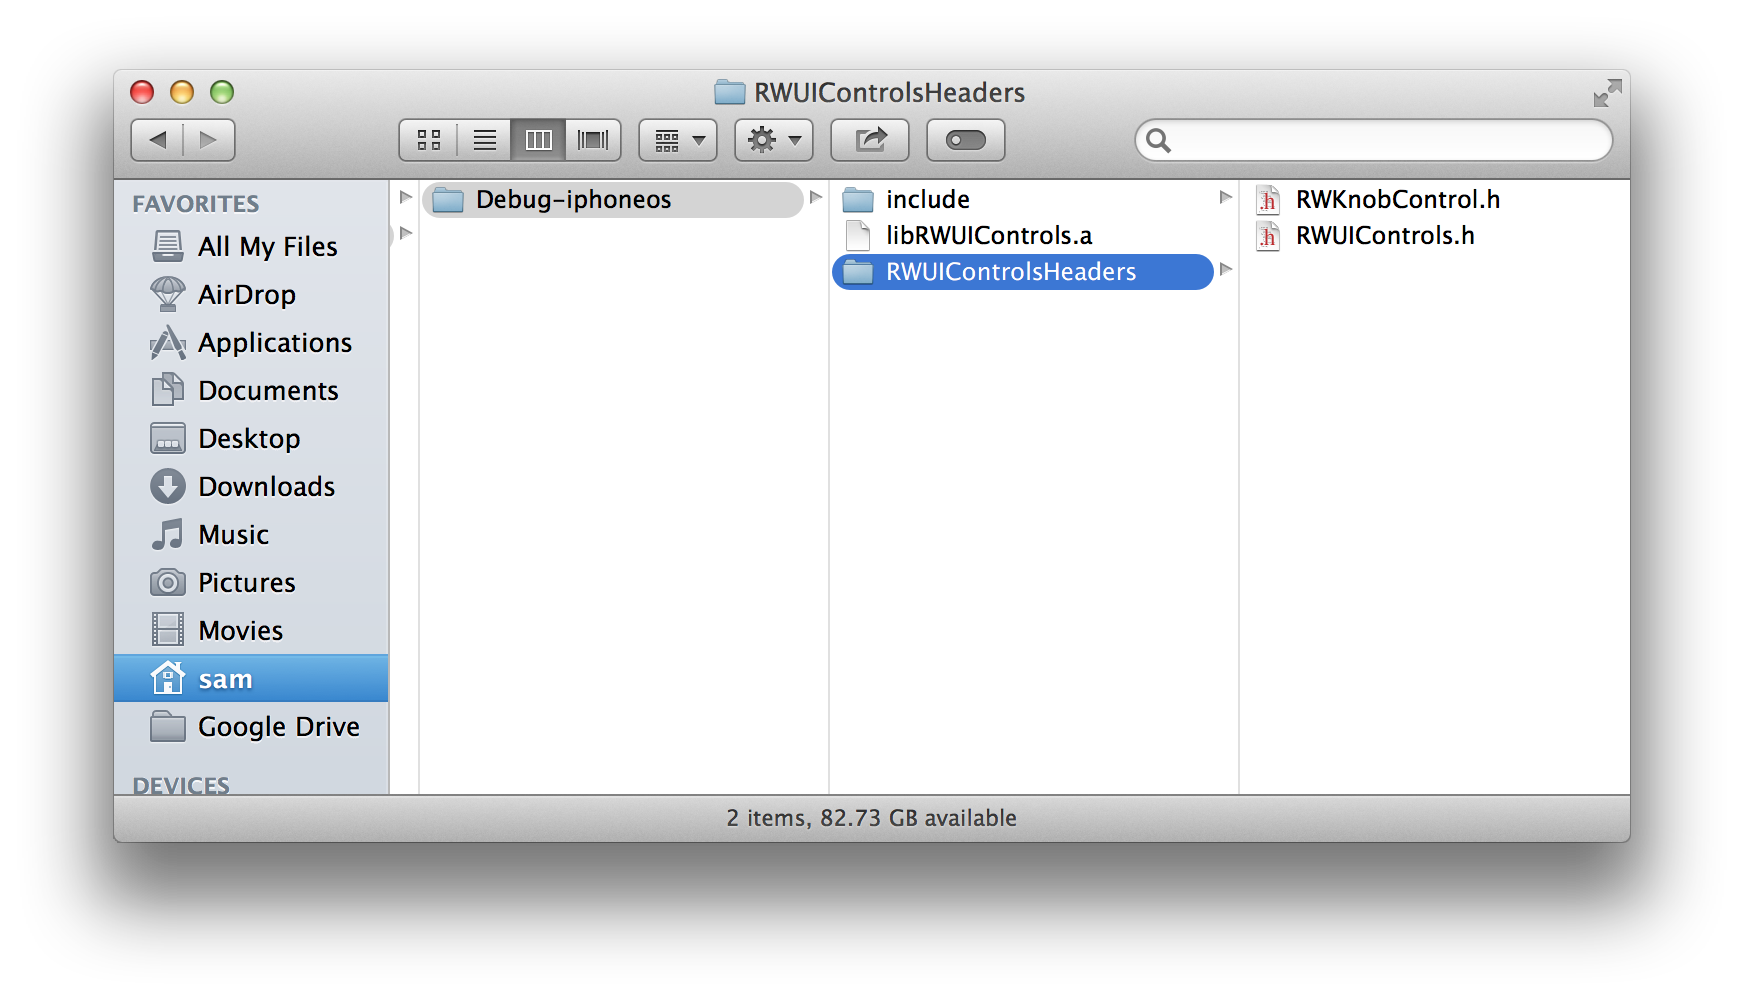 RWUIControlsHeaders
FAVORITES
All My Files
AirDrop
Applications
Documents
Desktop
Downloads
Music
Pictures
Movies
sam
Google Drive
DEVICES
Debug-iphoneos
include
libRWUIControls.a
RWUIControlsHeaders
RWKnobControl.h
RWUIControls.h
2 items, 82.73 GB available